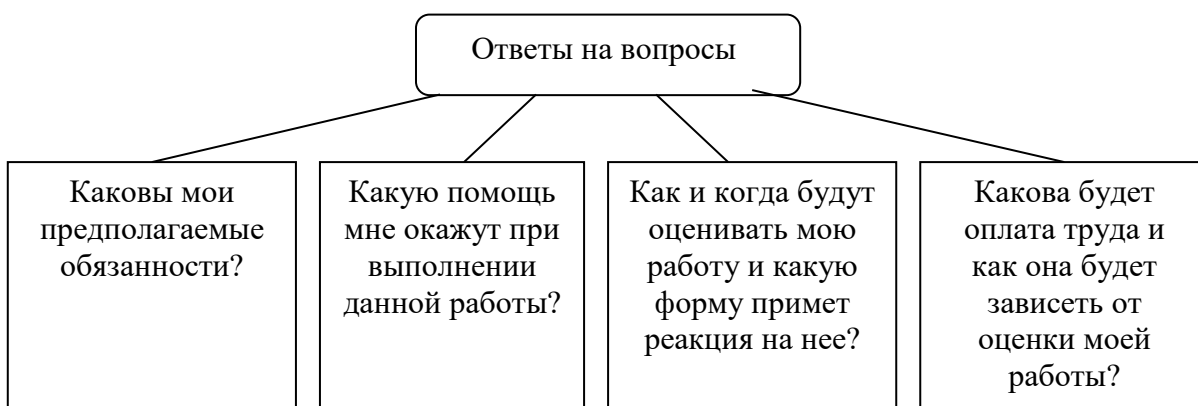 Ответы на вопросы
Каковы мои
предполагаемые
обязанности?
Какую помощь
мне окажут при
выполнении
данной работы?
Как и когда будут
оценивать мою
работу и какую
форму примет
реакция на нее?
Какова будет
оплата труда и
как она будет
зависеть от
оценки моей
работы?